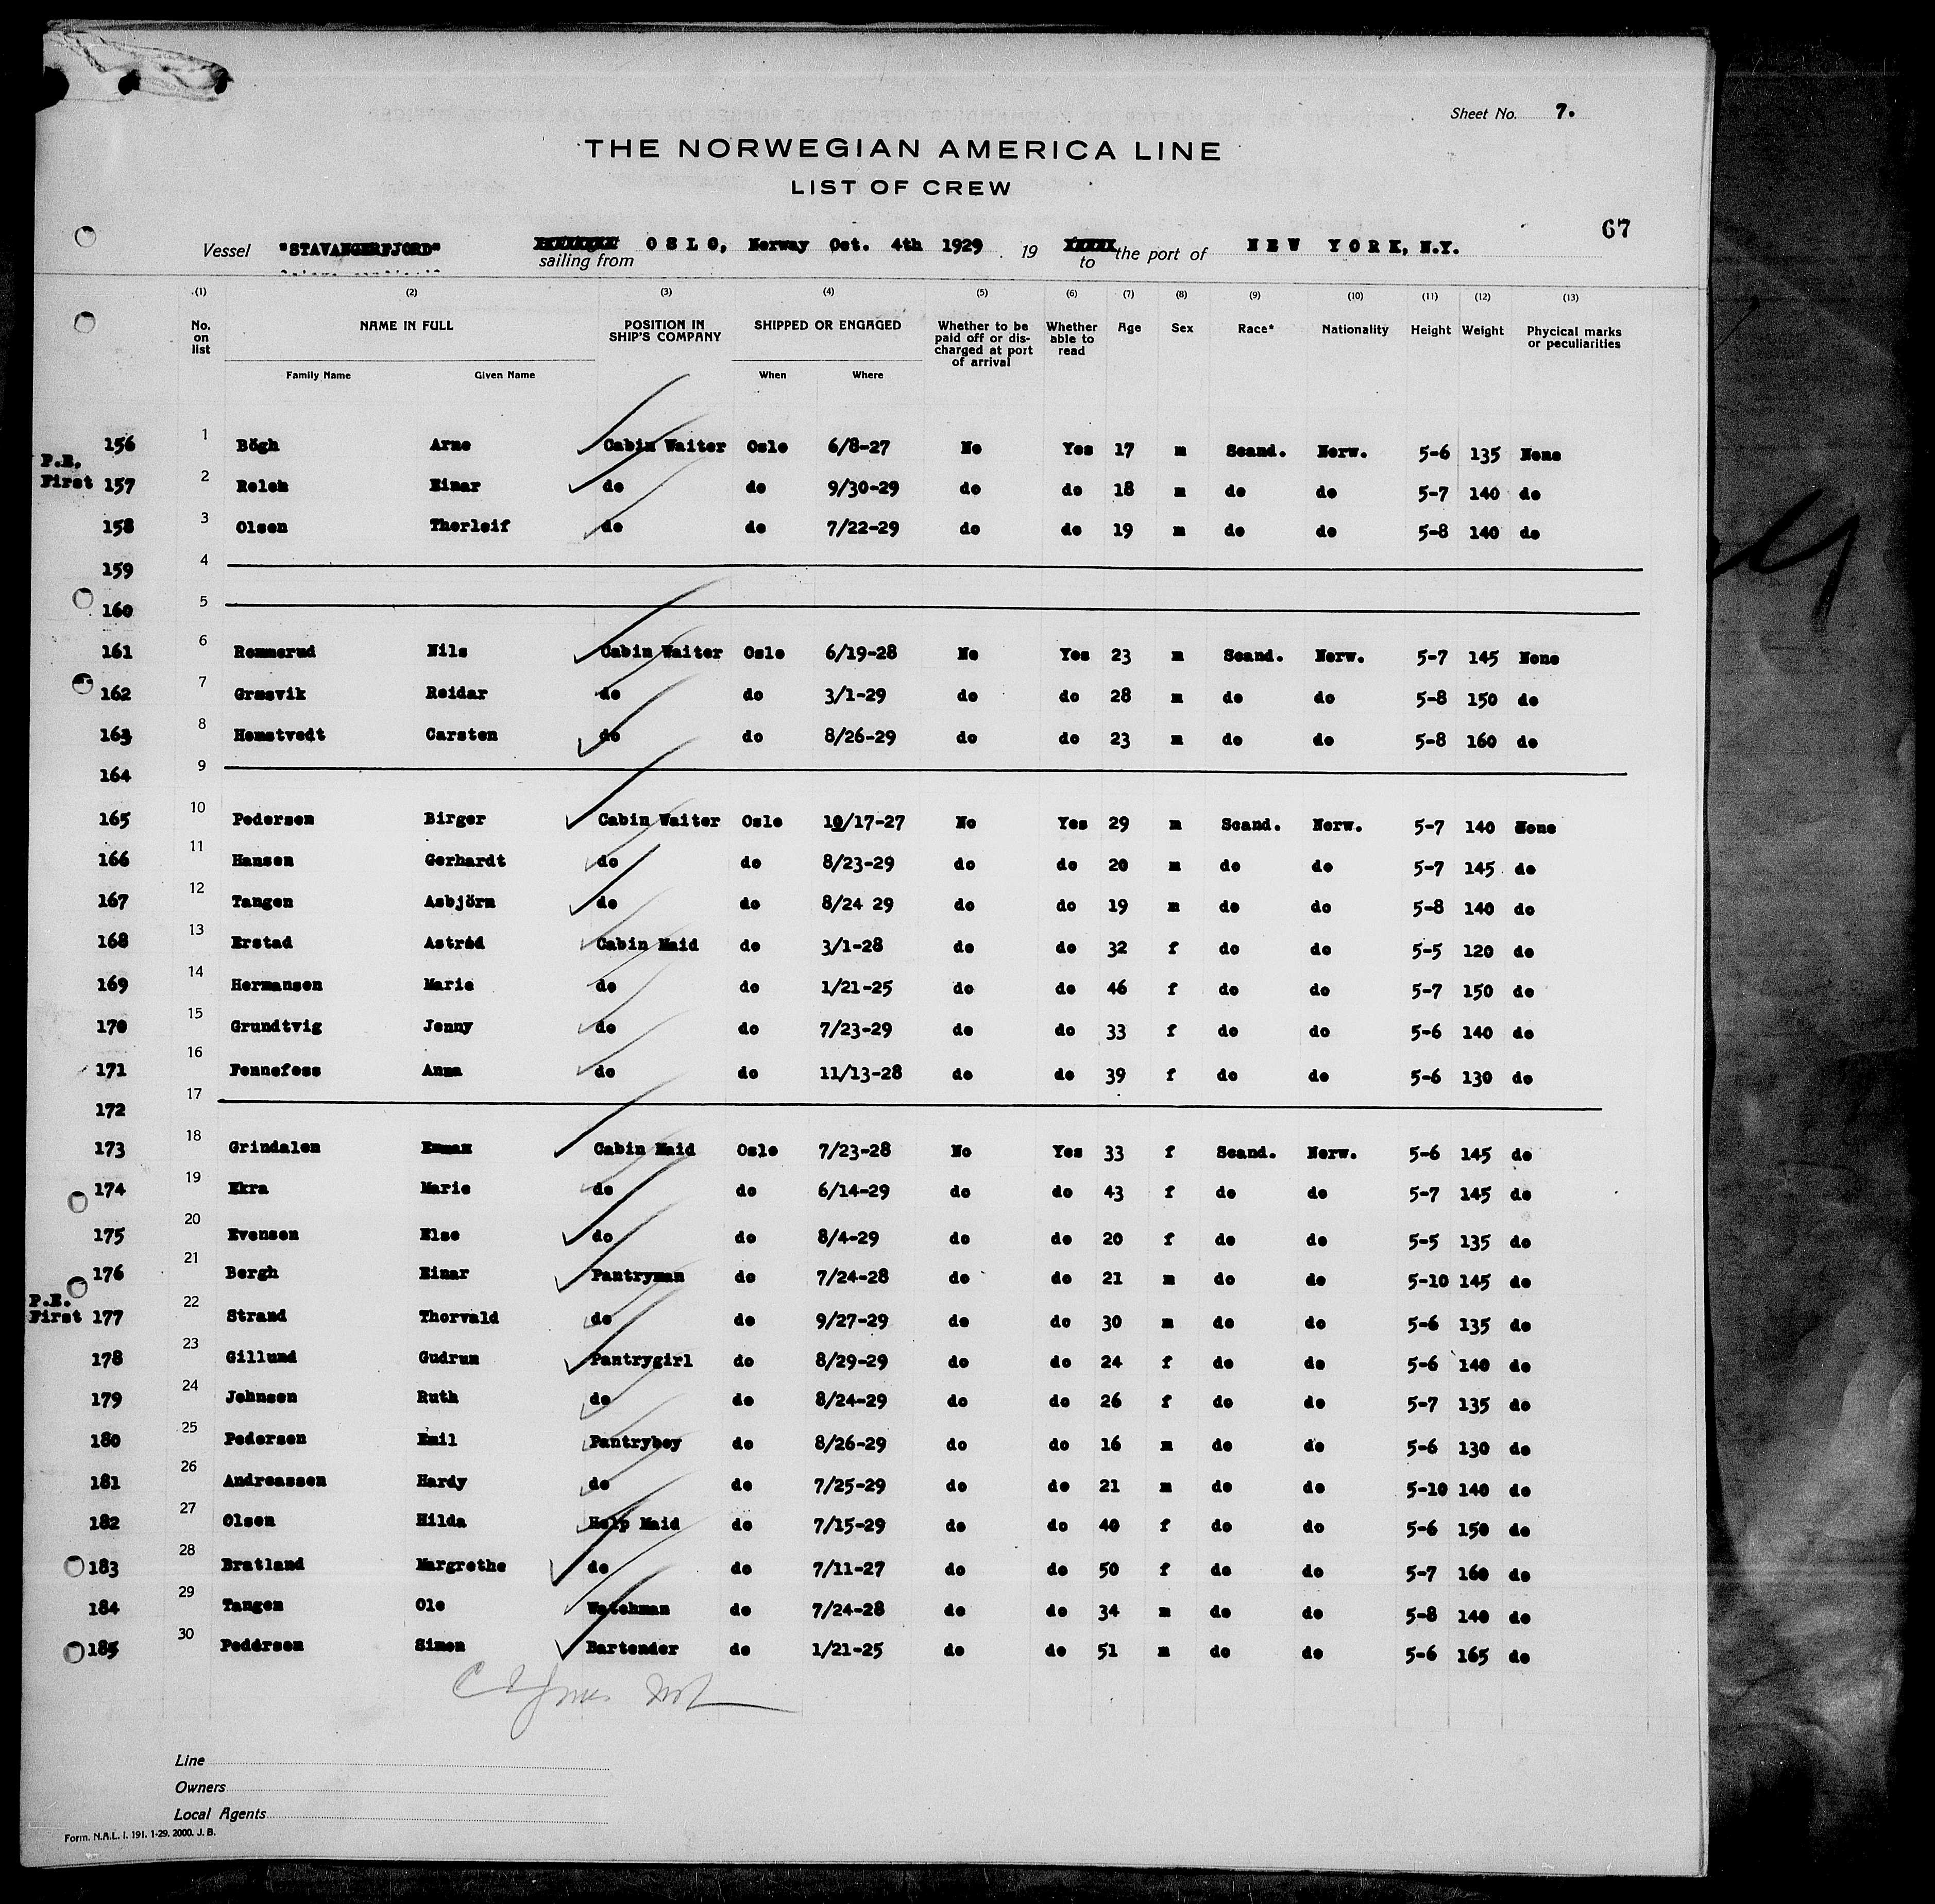 Sheet No. 7.
THE NORWEGIAN AMERICA LINE
LIST OF CREW
67
Vessel "STAVANGERFJORD" sailing from OSLO, Norway Oct. 4th 1929 19 to the port of NEW YORK, N.Y.
(1) (2) (3) (4) (5) (6) (7) (8) (9) (10) (11) (12) (13)
No. on list NAME IN FULL POSITION IN SHIP'S COMPANY SHIPPED OR ENGAGED Whether to be paid off or discharged at port of arrival Whether able to read Age Sex Race* Nationality Height Weight Phycical marks or peculiarities
Family Name Given Name When Where
156 1 Bögh Arne Cabin Waiter Oslo 6/8-27 No Yes 17 m Scand. Norw. 5-6 135 None
P.E. First 157 2 Einar do do 9/30-29 do do 18 m do do 5-7 140 do
158 3 Olsen Thorleif do do 7/22-29 do do 19 m do do 5-8 140 do
159 4
160 5
161 6 Rommerud Nils Cabin Waiter Oslo 6/19-28 No Yes 23 m Scand. Norw. 5-7 145 None
162 7 Græsvik Reidar do do 3/1-29 do do 28 m do do 5-8 150 do
163 8 Homstvedt Carsten do do 8/26-29 do do 23 m do do 5-8 160 do
164 9
165 10 Pedersen Birger Cabin Waiter Oslo 10/17-27 No Yes 29 m Scand. Norw. 5-7 140 None
166 11 Hansen Gerhardt do do 8/23-29 do do 20 m do do 5-7 145 do
167 12 Tangen Asbjörn do do 8/24 29 do do 19 m do do 5-8 140 do
168 13 Erstad Astrid Cabin Maid do 3/1-28 do do 32 f do do 5-5 120 do
169 14 Hermansen Marie do do 1/21-25 do do 46 f do do 5-7 150 do
170 15 Grundtvig Jenny do do 7/23-29 do do 33 f do do 5-6 140 do
171 16 Fennefoss Anna do do 11/13-28 do do 39 f do do 5-6 130 do
172 17
173 18 Grindalen Emmax Cabin Maid Oslo 7/23-28 No Yes 33 f Scand. Norw. 5-6 145 do
174 19 Ekra Marie do do 6/14-29 do do 43 f do do 5-7 145 do
175 20 Evensen Else do do 8/4-29 do do 20 f do do 5-5 135 do
176 21 Bergh Einar Pantryman do 7/24-28 do do 21 m do do 5-10 145 do
P.E. First 177 22 Strand Thorvald do do 9/27-29 do do 30 m do do 5-6 135 do
178 23 Gillund Gudrun Pantrygirl do 8/29-29 do do 24 f do do 5-6 140 do
179 24 Johnsen Ruth do do 8/24-29 do do 26 f do do 5-7 135 do
180 25 Pedersen Emil Pantryboy do 8/26-29 do do 16 m do do 5-6 130 do
181 26 Andreassen Hardy do do 7/25-29 do do 21 m do do 5-10 140 do
182 27 Olsen Hilda Help Maid do 7/15-29 do do 40 f do do 5-6 150 do
183 28 Bratland Margrethe do do 7/11-27 do do 50 f do do 5-7 160 do
184 29 Tangen Ole Watchman do 7/24-28 do do 34 m do do 5-8 140 do
185 30 Pedersen Simon Bartender do 1/21-25 do do 51 m do do 5-6 165 do
Line
Owners
Local Agents
Form. N.A.L. I. 191. 1-29. 2000. J. B.